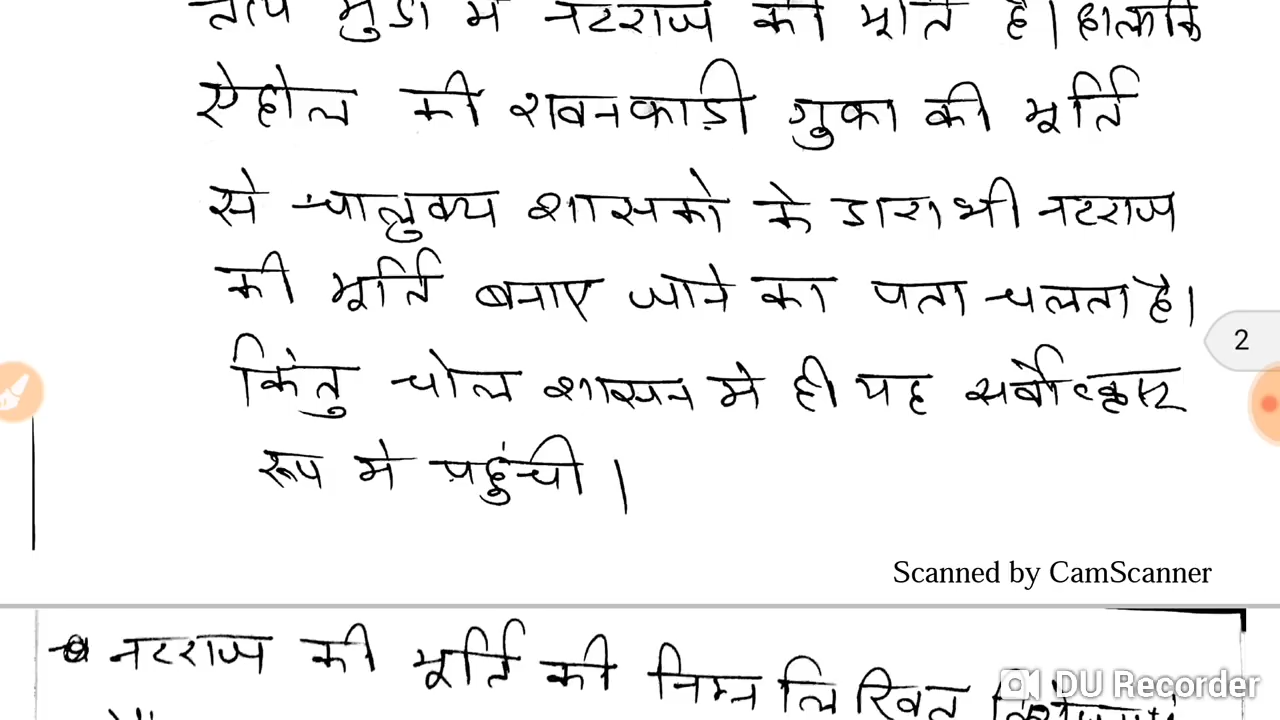 मुद्रा में नटराज की मूर्ति है। हालांकि
ऐहोल की रावनकाड़ी गुफा की मूर्ति
से चालुक्य शासको के द्वारा भी नटराज
की मूर्ति बनाए जाने का पता चलता है।
किंतु चोल शासन मे ही यह सर्वोत्कृष्ट
रूप मे पहुंची।
2
Scanned by CamScanner
नटराज की मूर्ति की निम्नलिखित
DU Recorder